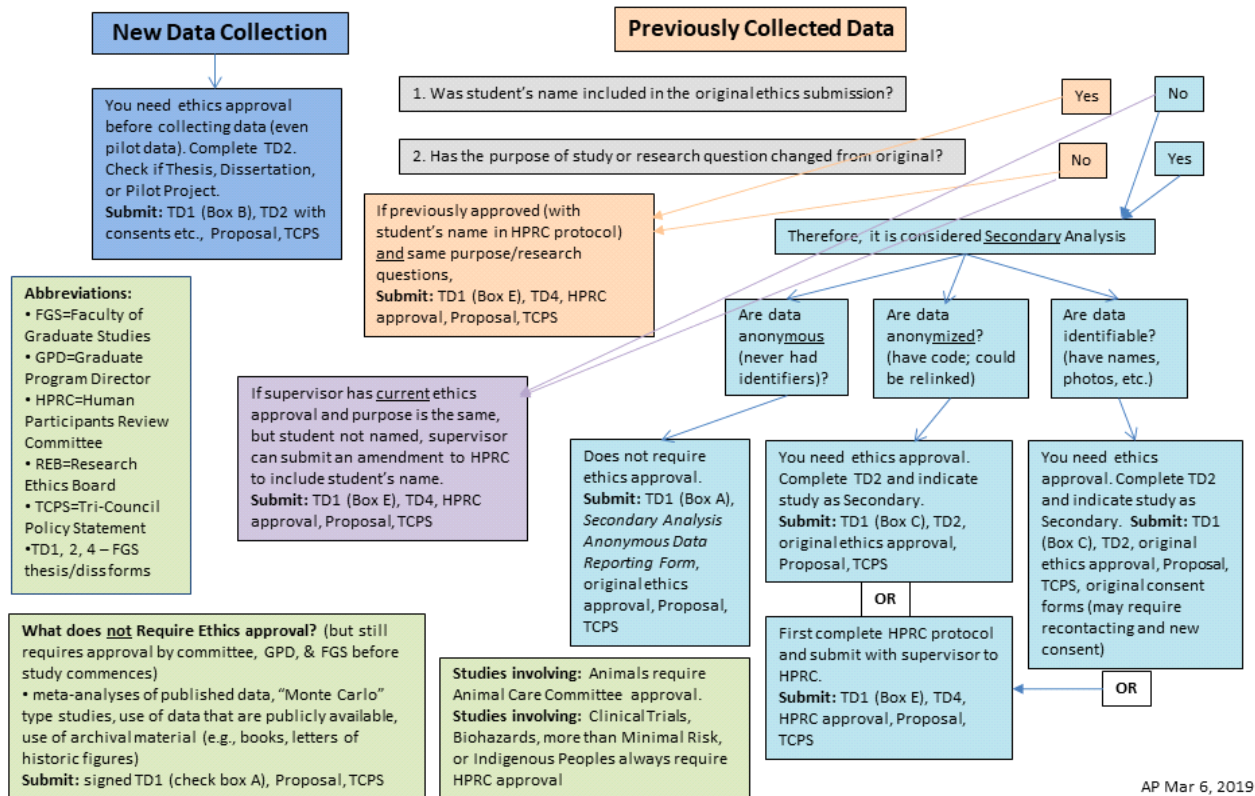 New Data Collection
You need ethics approval
before collecting data (even
pilot data). Complete TD2.
Check if Thesis, Dissertation,
or Pilot Project.
Submit: TD1 (Box B), TD2 with
consents etc., Proposal, TCPS
Previously Collected Data
1. Was student's name included in the original ethics submission?
Yes
No
2. Has the purpose of study or research question changed from original?
No
Yes
If previously approved (with
student's name in HPRC protocol)
and same purpose/research
questions,
Submit: TD1 (Box E), TD4, HPRC
approval, Proposal, TCPS
Therefore, it is considered Secondary Analysis
Abbreviations:
• FGS=Faculty of
Graduate Studies
• GPD=Graduate
Program Director
• HPRC=Human
Participants Review
Committee
• REB=Research
Ethics Board
• TCPS=Tri-Council
Policy Statement
•TD1, 2, 4 – FGS
thesis/diss forms
If supervisor has current ethics
approval and purpose is the same,
but student not named, supervisor
can submit an amendment to HPRC
to include student's name.
Submit: TD1 (Box E), TD4, HPRC
approval, Proposal, TCPS
Are data
anonymous
(never had
identifiers)?
Are data
anonymized?
(have code; could
be relinked)
Are data
identifiable?
(have names,
photos, etc.)
Does not require
ethics approval.
Submit: TD1 (Box A),
Secondary Analysis
Anonymous Data
Reporting Form,
original ethics
approval, Proposal,
TCPS
You need ethics approval.
Complete TD2 and indicate
study as Secondary.
Submit: TD1 (Box C), TD2,
original ethics approval,
Proposal, TCPS
You need ethics
approval. Complete TD2
and indicate study as
Secondary. Submit: TD1
(Box C), TD2, original
ethics approval, Proposal,
TCPS, original consent
forms (may require
recontacting and new
consent)
OR
First complete HPRC protocol
and submit with supervisor to
HPRC.
Submit: TD1 (Box E), TD4,
HPRC approval, Proposal,
TCPS
OR
What does not Require Ethics approval? (but still
requires approval by committee, GPD, & FGS before
study commences)
• meta-analyses of published data, "Monte Carlo"
type studies, use of data that are publicly available,
use of archival material (e.g., books, letters of
historic figures)
Submit: signed TD1 (check box A), Proposal, TCPS
Studies involving: Animals require
Animal Care Committee approval.
Studies involving: Clinical Trials,
Biohazards, more than Minimal Risk,
or Indigenous Peoples always require
HPRC approval
AP Mar 6, 2019